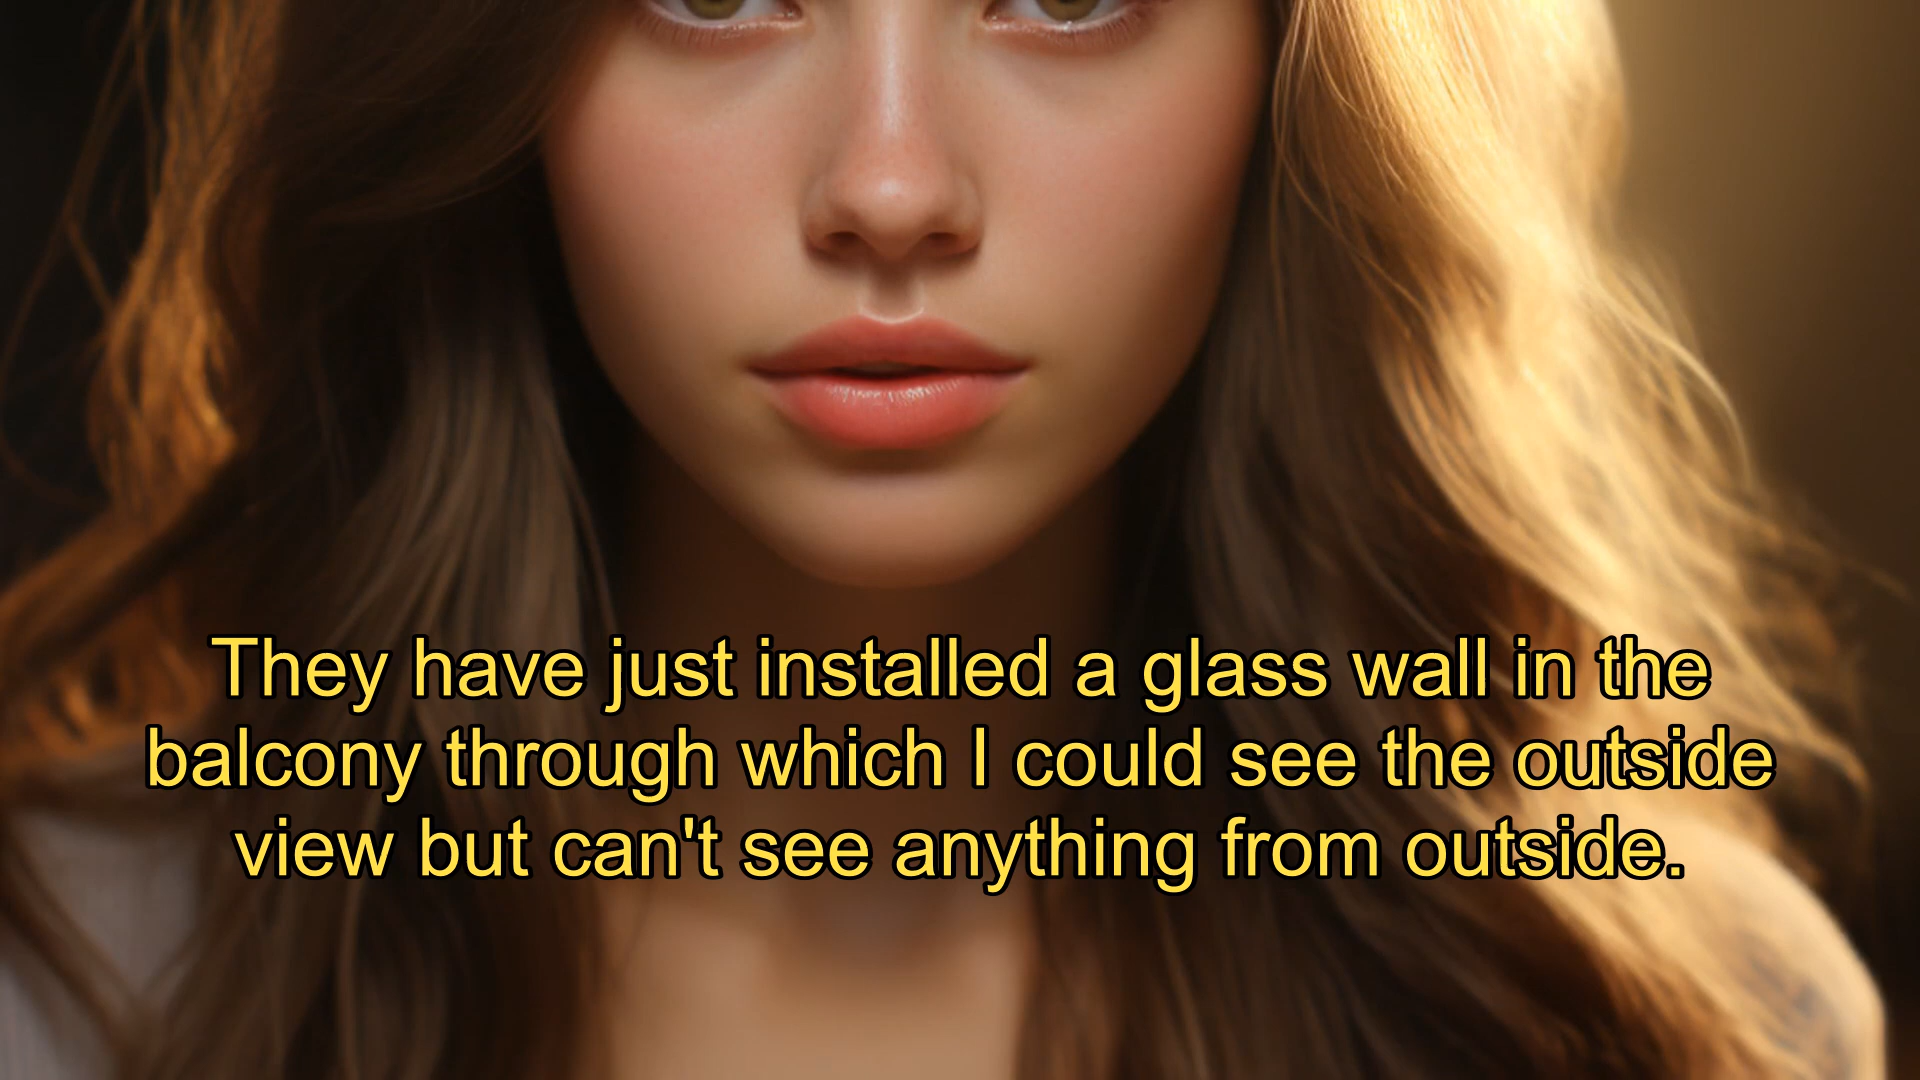 They have just installed a glass wall in the
balcony through which I could see the outside
view but can't see anything from outside.